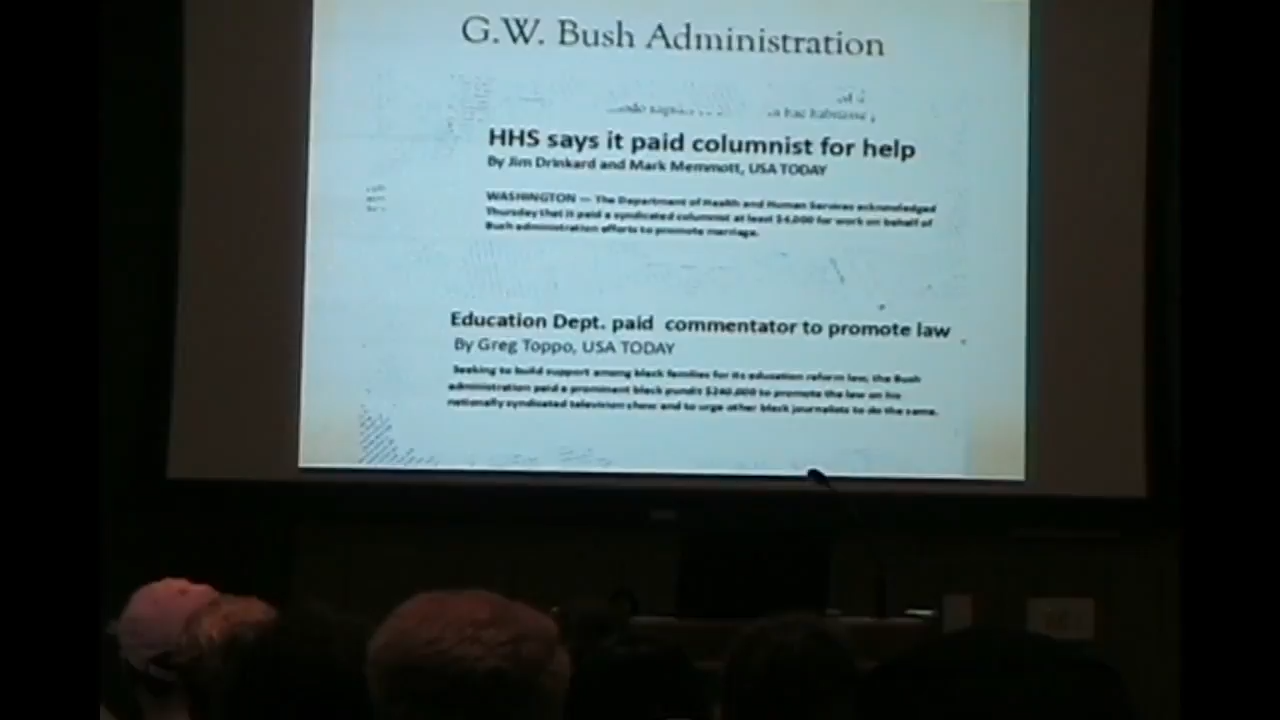 G.W. Bush Administration
HHS says it paid columnist for help
By Jim Drinkard and Mark Memmott, USA TODAY
WASHINGTON — The Department of Health and Human Services acknowledged
Thursday that it paid a syndicated columnist at least $4,000 for work on behalf of
Bush administration efforts to promote marriage.
Education Dept. paid commentator to promote law
By Greg Toppo, USA TODAY
Seeking to build support among black families for its education reform law, the Bush
administration paid a prominent black pundit $240,000 to promote the law on his
nationally syndicated television show and to urge other black journalists to do the same.